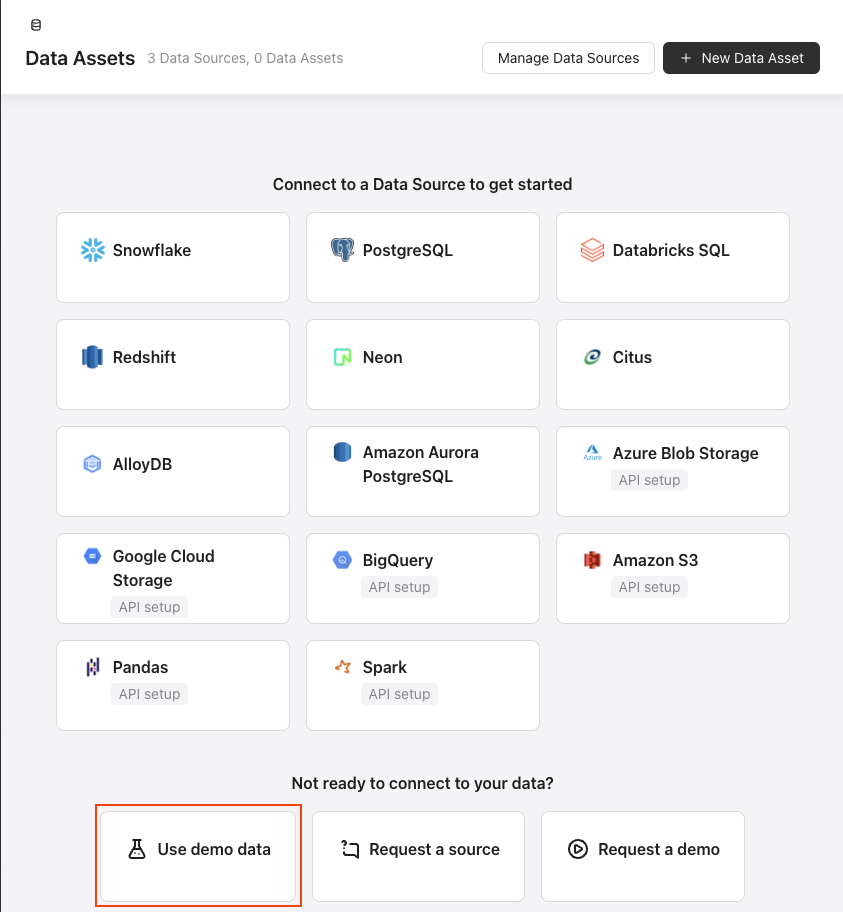 Data Assets 3 Data Sources, 0 Data Assets Manage Data Sources + New Data Asset
Connect to a Data Source to get started
Snowflake
PostgreSQL
Databricks SQL
Redshift
Neon
Citus
AlloyDB
Amazon Aurora
PostgreSQL
Azure
Azure Blob Storage
API setup
Google Cloud
Storage
API setup
BigQuery
API setup
Amazon S3
API setup
Pandas
API setup
Spark
API setup
Not ready to connect to your data?
Use demo data
Request a source
Request a demo